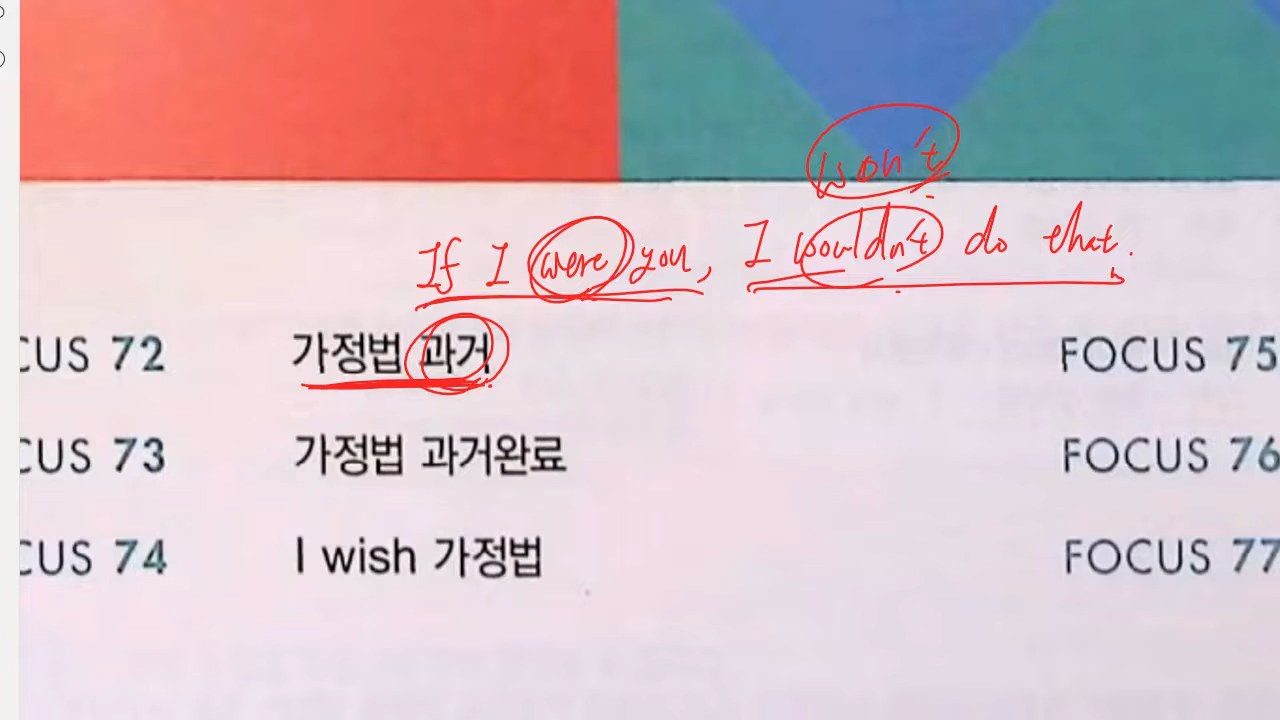 won't
If I were you, I wouldn't do that.
CUS 72 가정법 과거 FOCUS 75
CUS 73 가정법 과거완료 FOCUS 76
CUS 74 I wish 가정법 FOCUS 77